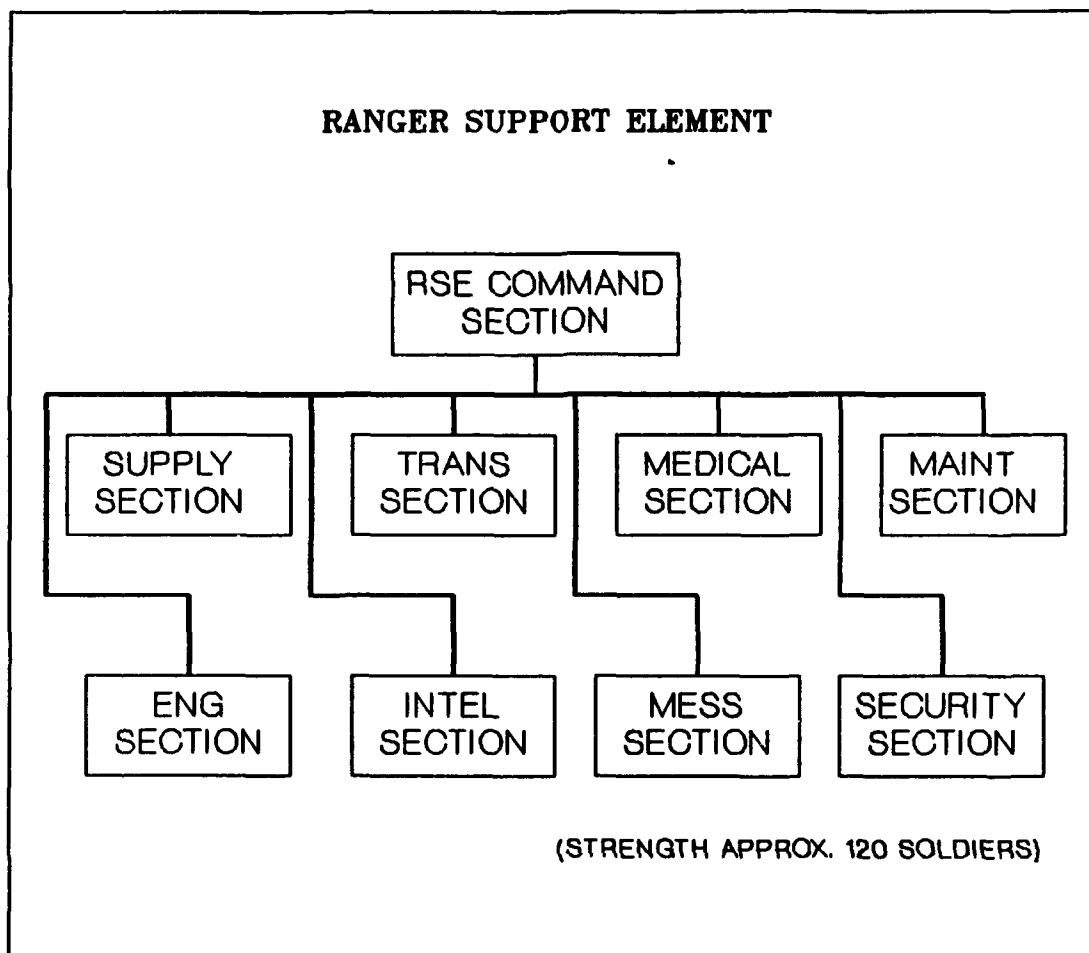 RANGER SUPPORT ELEMENT
RSE COMMAND
SECTION
SUPPLY
SECTION
TRANS
SECTION
MEDICAL
SECTION
MAINT
SECTION
ENG
SECTION
INTEL
SECTION
MESS
SECTION
SECURITY
SECTION
(STRENGTH APPROX. 120 SOLDIERS)